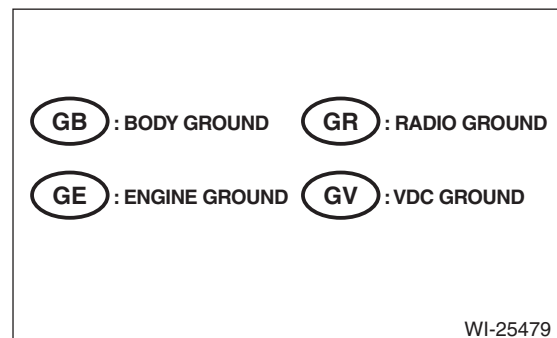 GB : BODY GROUND GR : RADIO GROUND
GE : ENGINE GROUND GV : VDC GROUND
WI-25479